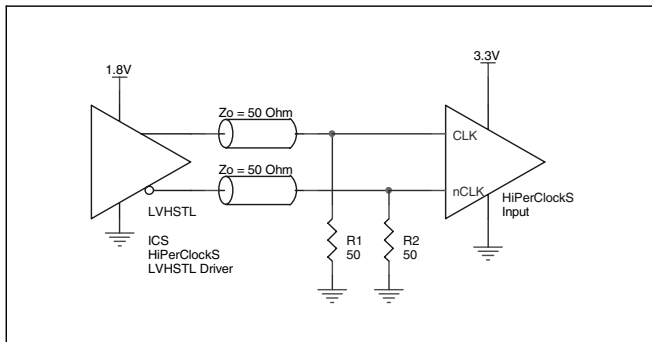 1.8V
3.3V
Zo = 50 Ohm
CLK
Zo = 50 Ohm
nCLK
HiPerClockS
Input
LVHSTL
ICS
HiPerClockS
LVHSTL Driver
R1
50
R2
50